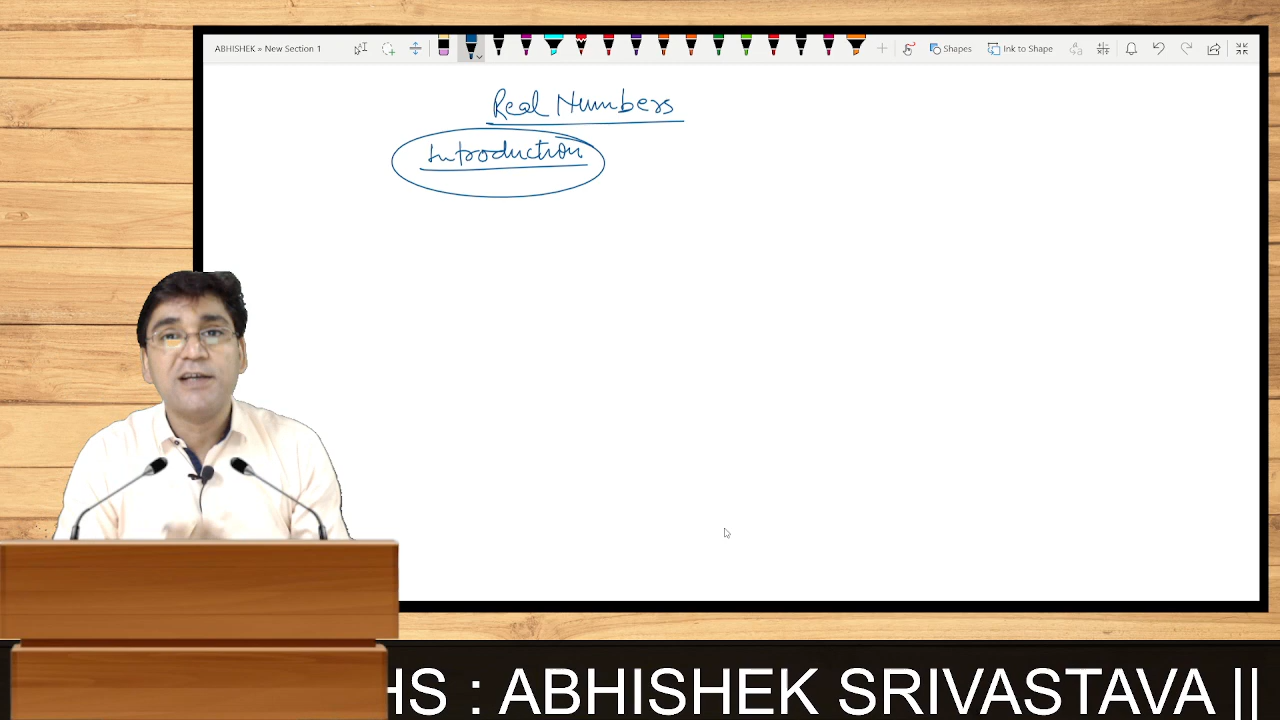 ABHISHEK » New Section 1
Shapes
Ink to Shape
Real Numbers
Introduction
HS : ABHISHEK SRIVASTAVA ||